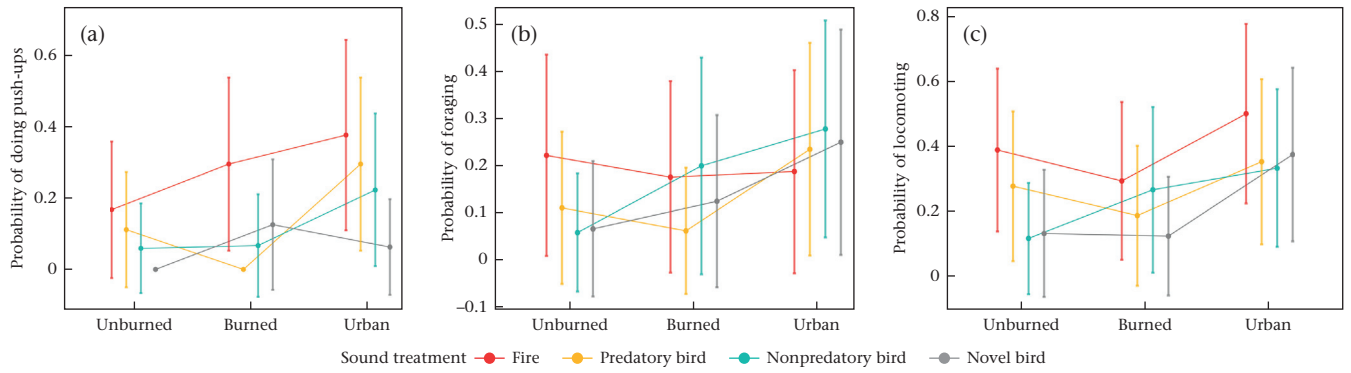 (a)
Probability of doing push-ups
0.6
0.4
0.2
0
Unburned Burned Urban
(b)
Probability of foraging
0.5
0.4
0.3
0.2
0.1
0
–0.1
Unburned Burned Urban
(c)
Probability of locomoting
0.8
0.6
0.4
0.2
0
Unburned Burned Urban
Sound treatment Fire Predatory bird Nonpredatory bird Novel bird